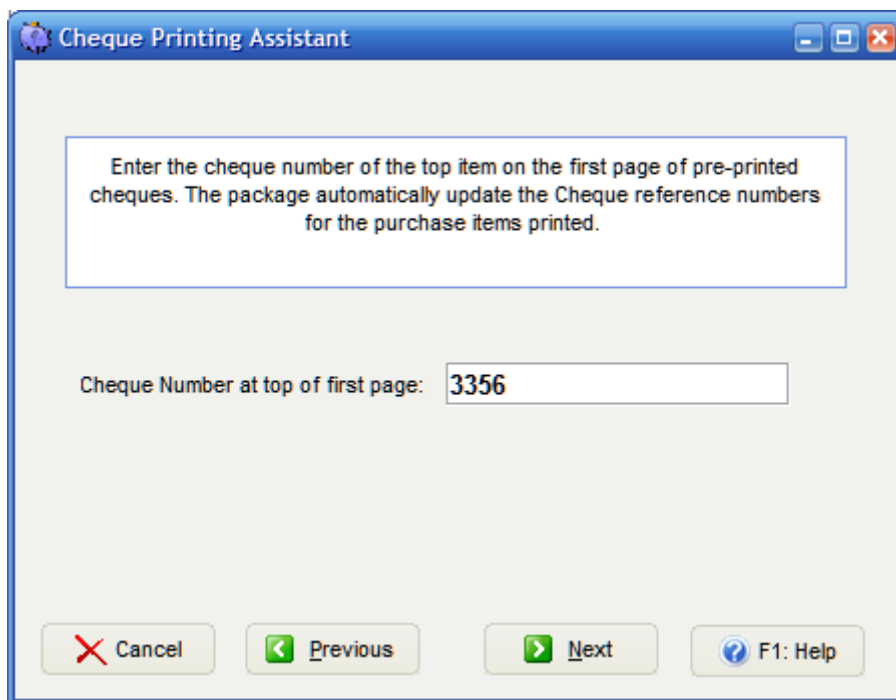 Cheque Printing Assistant
Enter the cheque number of the top item on the first page of pre-printed
cheques. The package automatically update the Cheque reference numbers
for the purchase items printed.
Cheque Number at top of first page: 3356
Cancel Previous Next F1: Help